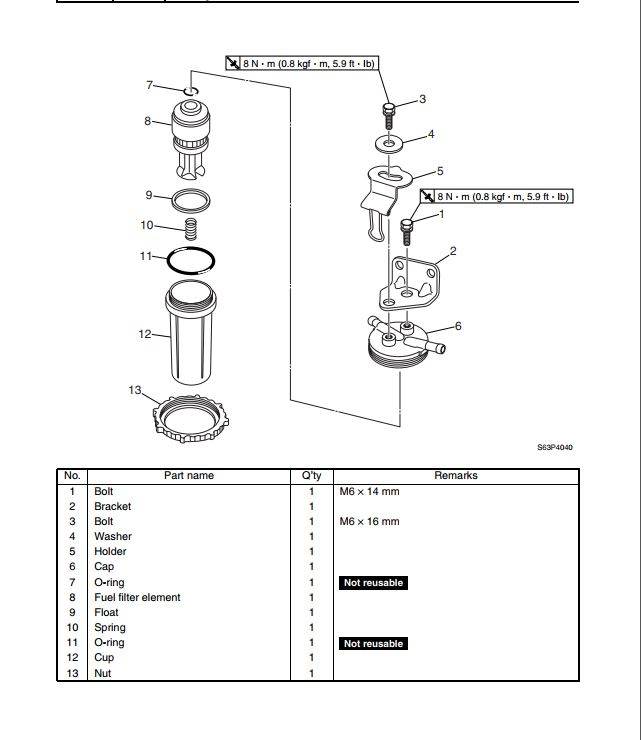 8 N・m (0.8 kgf・m, 5.9 ft・lb)
7
3
8
4
5
8 N・m (0.8 kgf・m, 5.9 ft・lb)
9
1
10
11
2
12
6
13
S63P4040
No. Part name Q'ty Remarks
1 Bolt 1 M6 × 14 mm
2 Bracket 1
3 Bolt 1 M6 × 16 mm
4 Washer 1
5 Holder 1
6 Cap 1
7 O-ring 1 Not reusable
8 Fuel filter element 1
9 Float 1
10 Spring 1
11 O-ring 1 Not reusable
12 Cup 1
13 Nut 1